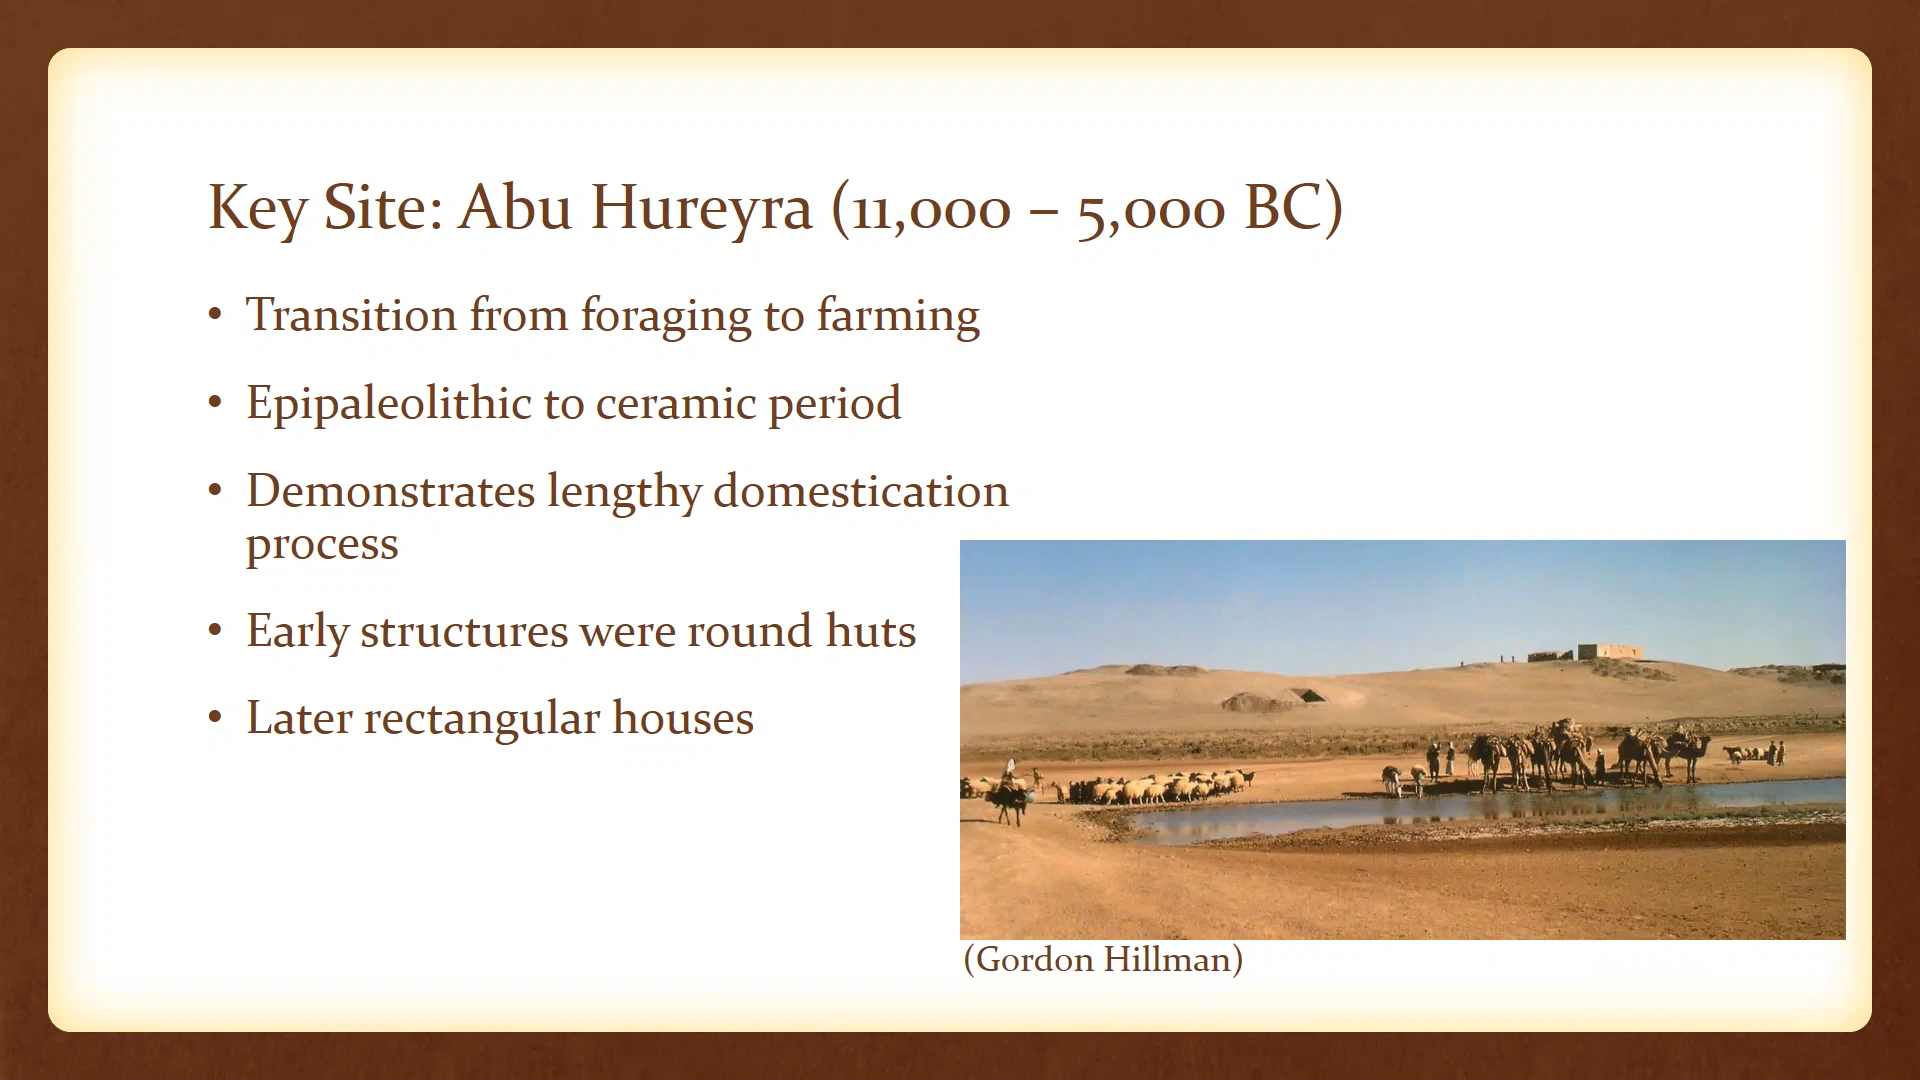 Key Site: Abu Hureyra (11,000 – 5,000 BC)
• Transition from foraging to farming
• Epipaleolithic to ceramic period
• Demonstrates lengthy domestication
process
• Early structures were round huts
• Later rectangular houses
(Gordon Hillman)